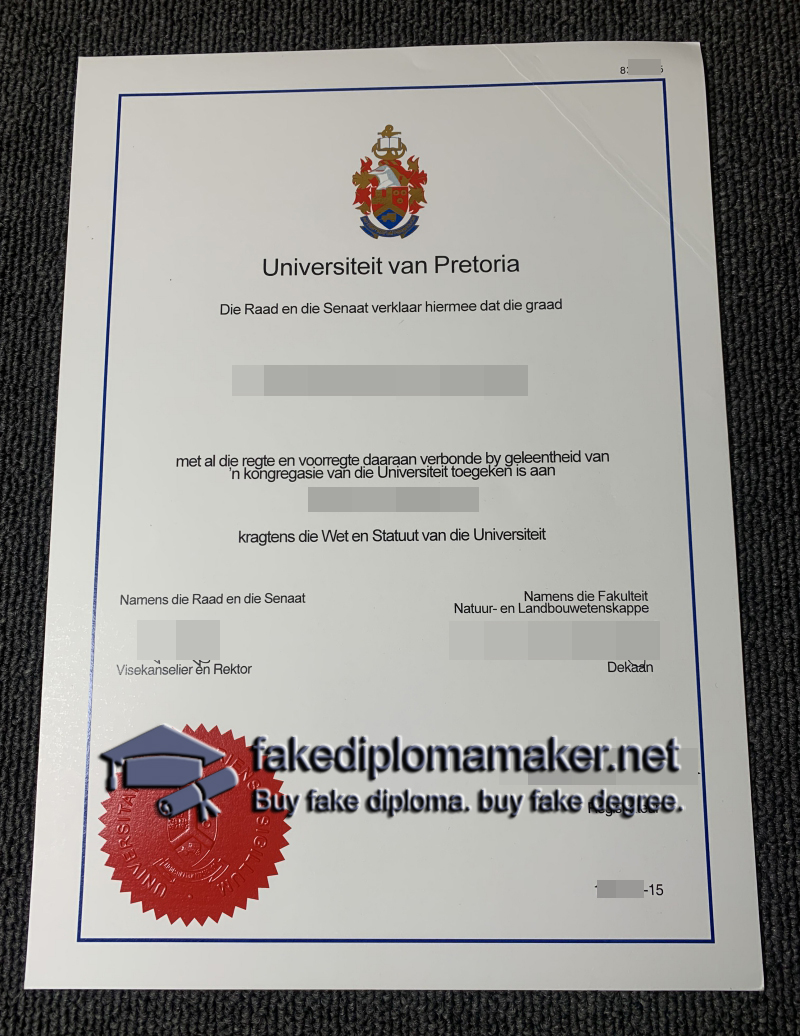 Universiteit van Pretoria
Die Raad en die Senaat verklaar hiermee dat die graad
met al die regte en voorregte daaraan verbonde by geleentheid van
'n kongregasie van die Universiteit toegeken is aan
kragtens die Wet en Statuut van die Universiteit
Namens die Raad en die Senaat
Visekanselier en Rektor
Namens die Fakulteit
Natuur- en Landbouwetenskappe
Dekaan
fakediplomamaker.net
Buy fake diploma. buy fake degree.
-15